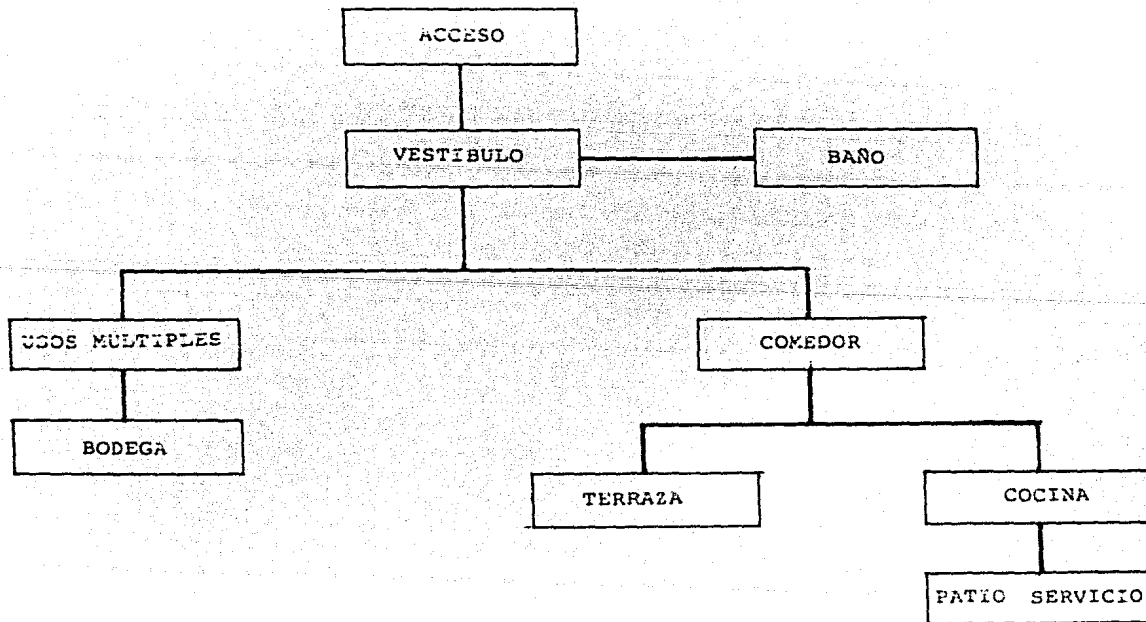 ACCESO
VESTIBULO
BAÑO
USOS MULTIPLES
COMEDOR
BODEGA
TERRAZA
COCINA
PATIO SERVICIO